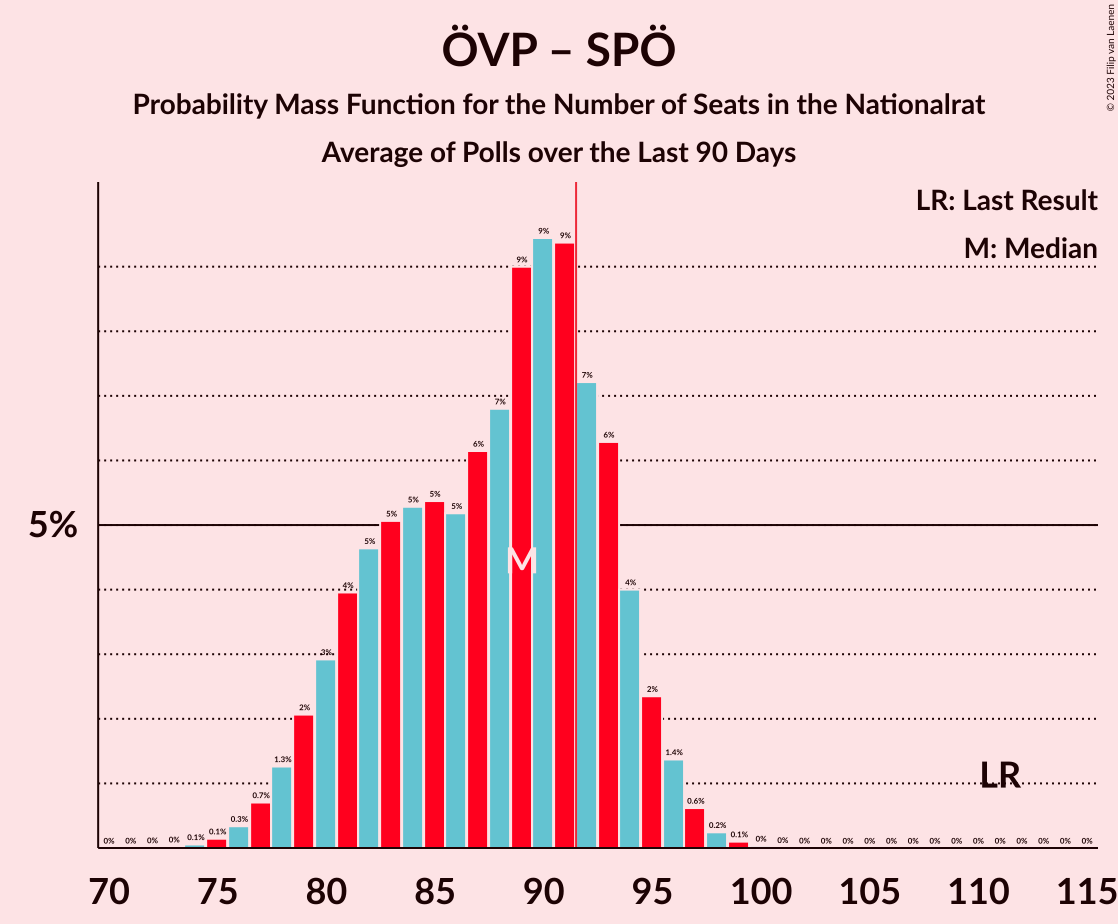 ÖVP – SPÖ
Probability Mass Function for the Number of Seats in the Nationalrat
Average of Polls over the Last 90 Days
© 2023 Filip van Laenen
LR: Last Result
M: Median
5%
0% 0% 0% 0% 0.1% 0.1% 0.3% 0.7% 1.3% 2% 3% 4% 5% 5% 5% 5% 5% 6% 7% 9% 9% 9% 7% 6% 4% 2% 1.4% 0.6% 0.2% 0.1% 0% 0% 0% 0% 0% 0% 0% 0% 0% 0% 0% 0% 0% 0% 0% 0%
M
LR
70 75 80 85 90 95 100 105 110 115